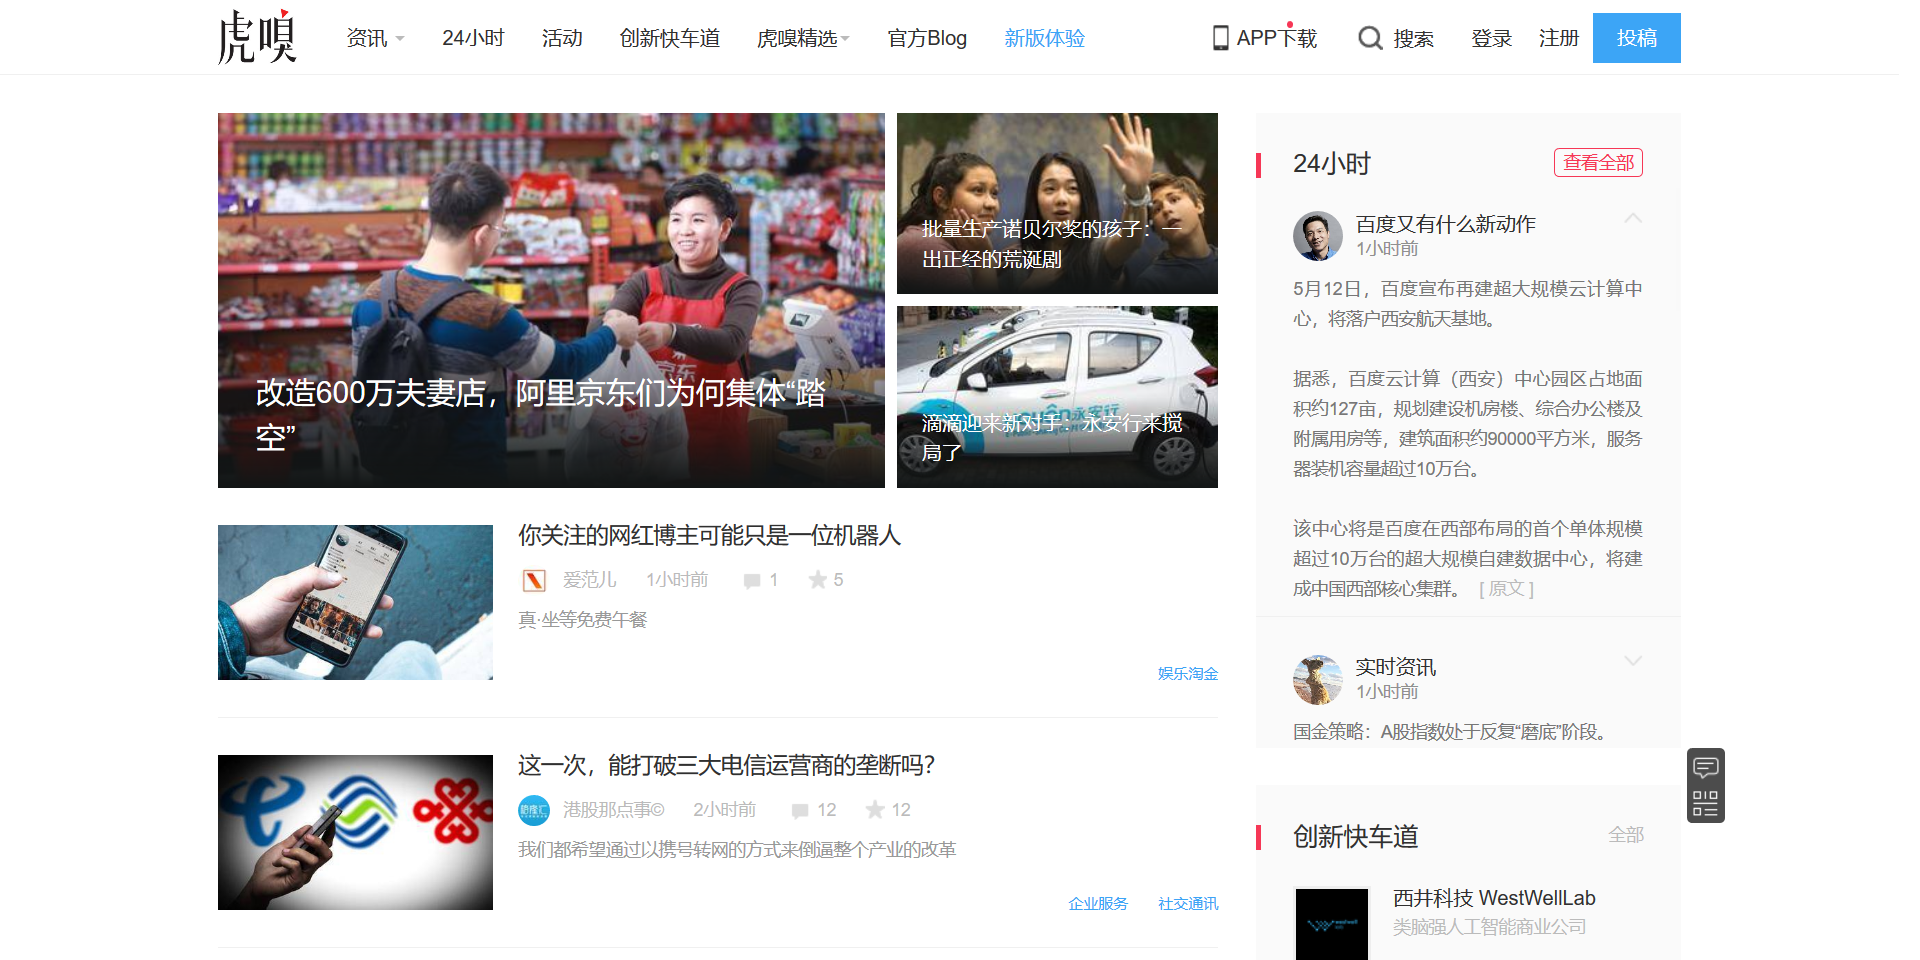 虎嗅
资讯
24小时
活动
创新快车道
虎嗅精选
官方Blog
新版体验
APP下载
搜索
登录
注册
投稿
改造600万夫妻店，阿里京东们为何集体“踏
空”
批量生产诺贝尔奖的孩子：一
出正经的荒诞剧
永安行
滴滴迎来新对手：永安行来搅
局了
你关注的网红博主可能只是一位机器人
爱范儿 1小时前 1 5
真·坐等免费午餐
娱乐淘金
这一次，能打破三大电信运营商的垄断吗？
港股那点事© 2小时前 12 12
我们都希望通过以携号转网的方式来倒逼整个产业的改革
企业服务 社交通讯
24小时
查看全部
百度又有什么新动作
1小时前
5月12日，百度宣布再建超大规模云计算中
心，将落户西安航天基地。
据悉，百度云计算（西安）中心园区占地面
积约127亩，规划建设机房楼、综合办公楼及
附属用房等，建筑面积约90000平方米，服务
器装机容量超过10万台。
该中心将是百度在西部布局的首个单体规模
超过10万台的超大规模自建数据中心，将建
成中国西部核心集群。 [ 原文 ]
实时资讯
1小时前
国金策略：A股指数处于反复“磨底”阶段。
创新快车道
全部
西井科技 WestWellLab
类脑强人工智能商业公司